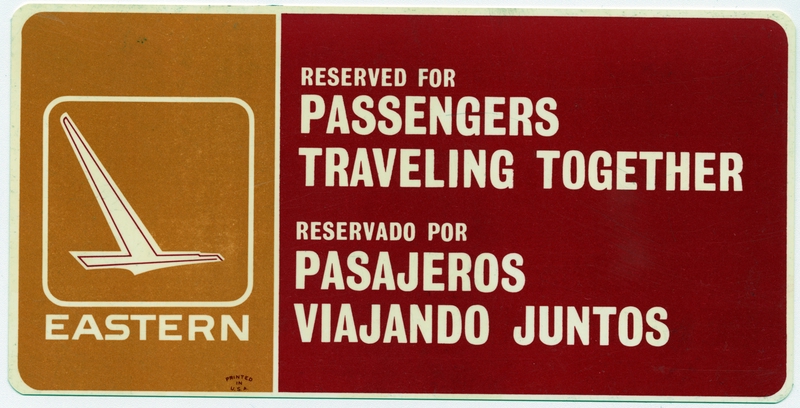 RESERVED FOR
PASSENGERS
TRAVELING TOGETHER
RESERVADO POR
PASAJEROS
VIAJANDO JUNTOS
EASTERN
PRINTED
IN
U.S.A.